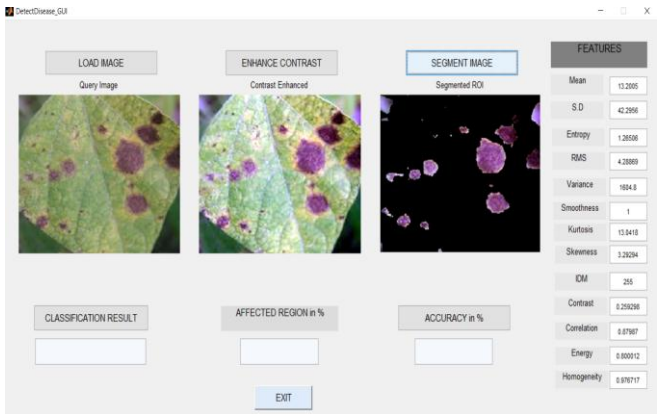 DetectDisease_GUI
LOAD IMAGE
ENHANCE CONTRAST
SEGMENT IMAGE
Query Image
Contrast Enhanced
Segmented ROI
FEATURES
Mean 13.2005
S.D 42.2956
Entropy 1.26506
RMS 4.28869
Variance 1604.8
Smoothness 1
Kurtosis 13.0418
Skewness 3.29294
IDM 255
Contrast 0.259298
Correlation 0.87987
Energy 0.800012
Homogeneity 0.976717
CLASSIFICATION RESULT
AFFECTED REGION in %
ACCURACY in %
EXIT